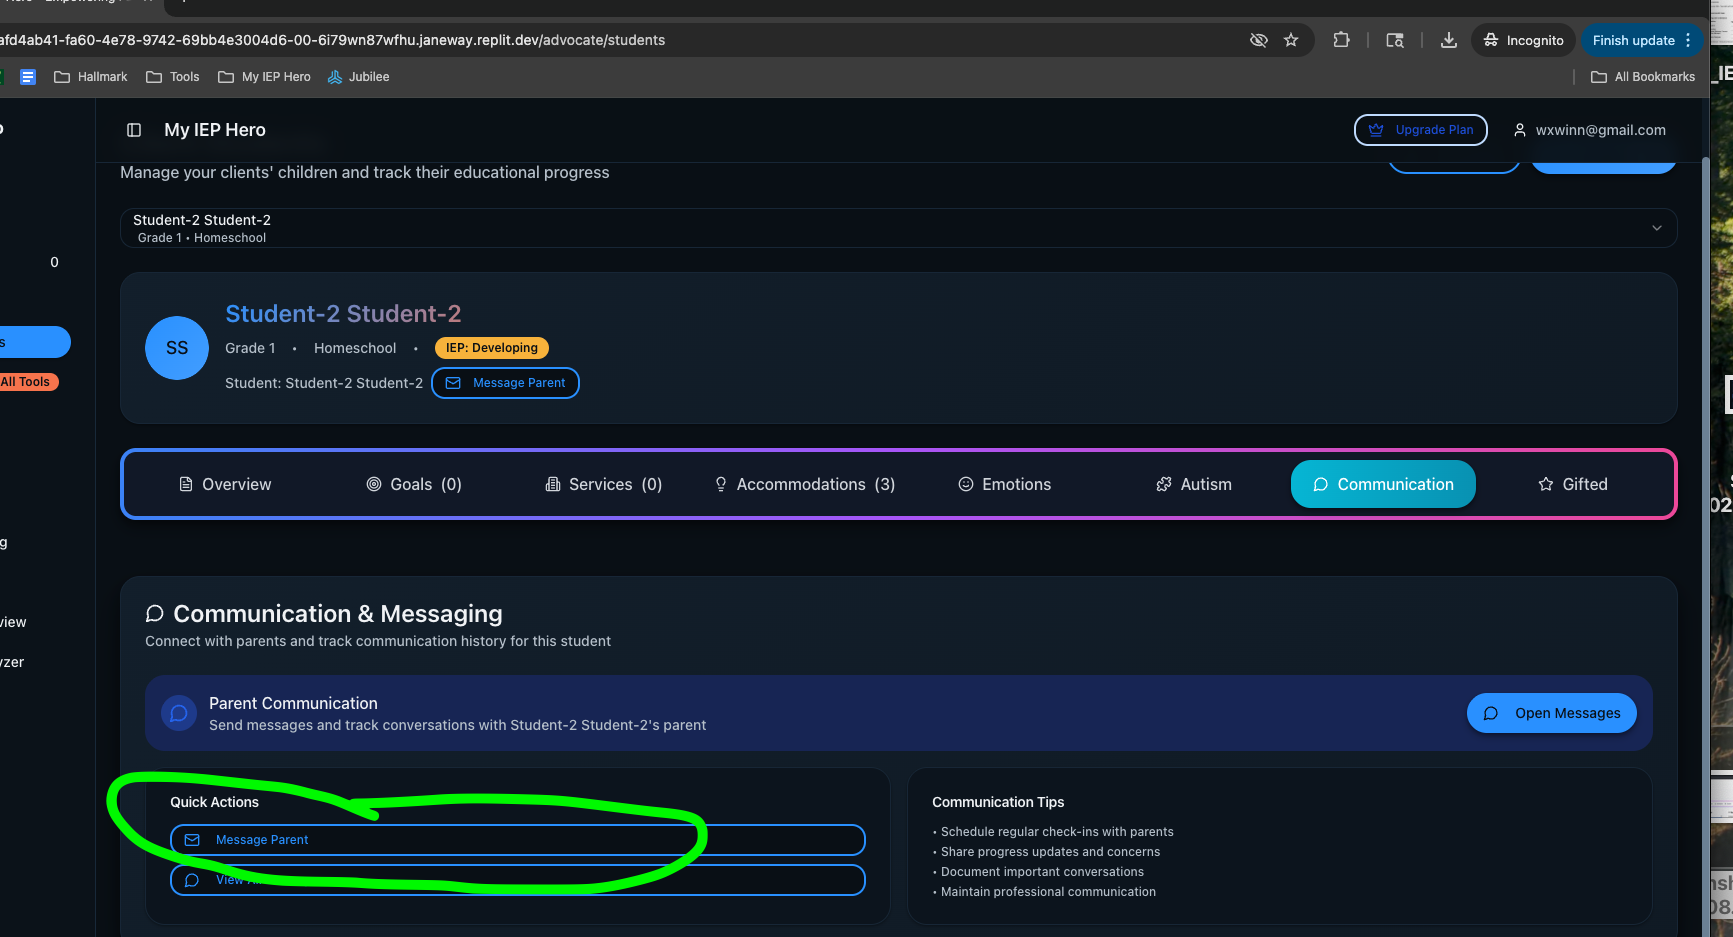 afd4ab41-fa60-4e78-9742-69bb4e3004d6-00-6i79wn87wfhu.janeway.replit.dev/advocate/students
Incognito
Finish update
Hallmark
Tools
My IEP Hero
Jubilee
All Bookmarks
My IEP Hero
Upgrade Plan
wxwinn@gmail.com
Manage your clients' children and track their educational progress
Student-2 Student-2
Grade 1 • Homeschool
0
SS
Student-2 Student-2
Grade 1 • Homeschool • IEP: Developing
Student: Student-2 Student-2
Message Parent
All Tools
Overview
Goals (0)
Services (0)
Accommodations (3)
Emotions
Autism
Communication
Gifted
Communication & Messaging
Connect with parents and track communication history for this student
Parent Communication
Send messages and track conversations with Student-2 Student-2's parent
Open Messages
Quick Actions
Message Parent
View
Communication Tips
• Schedule regular check-ins with parents
• Share progress updates and concerns
• Document important conversations
• Maintain professional communication